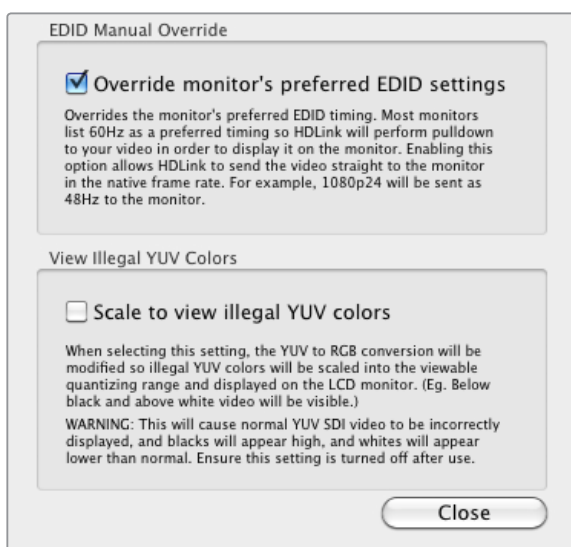 EDID Manual Override
Override monitor's preferred EDID settings
Overrides the monitor's preferred EDID timing. Most monitors
list 60Hz as a preferred timing so HDLink will perform pulldown
to your video in order to display it on the monitor. Enabling this
option allows HDLink to send the video straight to the monitor
in the native frame rate. For example, 1080p24 will be sent as
48Hz to the monitor.
View Illegal YUV Colors
Scale to view illegal YUV colors
When selecting this setting, the YUV to RGB conversion will be
modified so illegal YUV colors will be scaled into the viewable
quantizing range and displayed on the LCD monitor. (Eg. Below
black and above white video will be visible.)
WARNING: This will cause normal YUV SDI video to be incorrectly
displayed, and blacks will appear high, and whites will appear
lower than normal. Ensure this setting is turned off after use.
Close